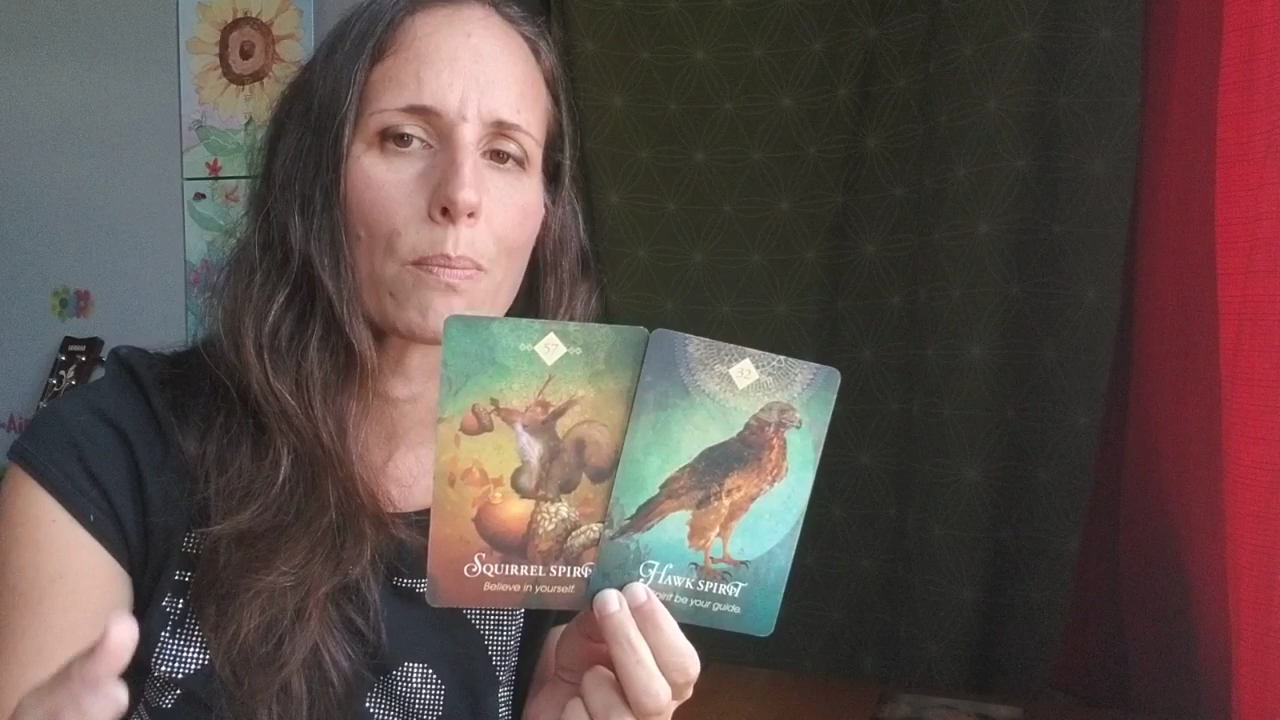 57
32
SQUIRREL SPIRIT
Believe in yourself.
HAWK SPIRIT
be your guide.